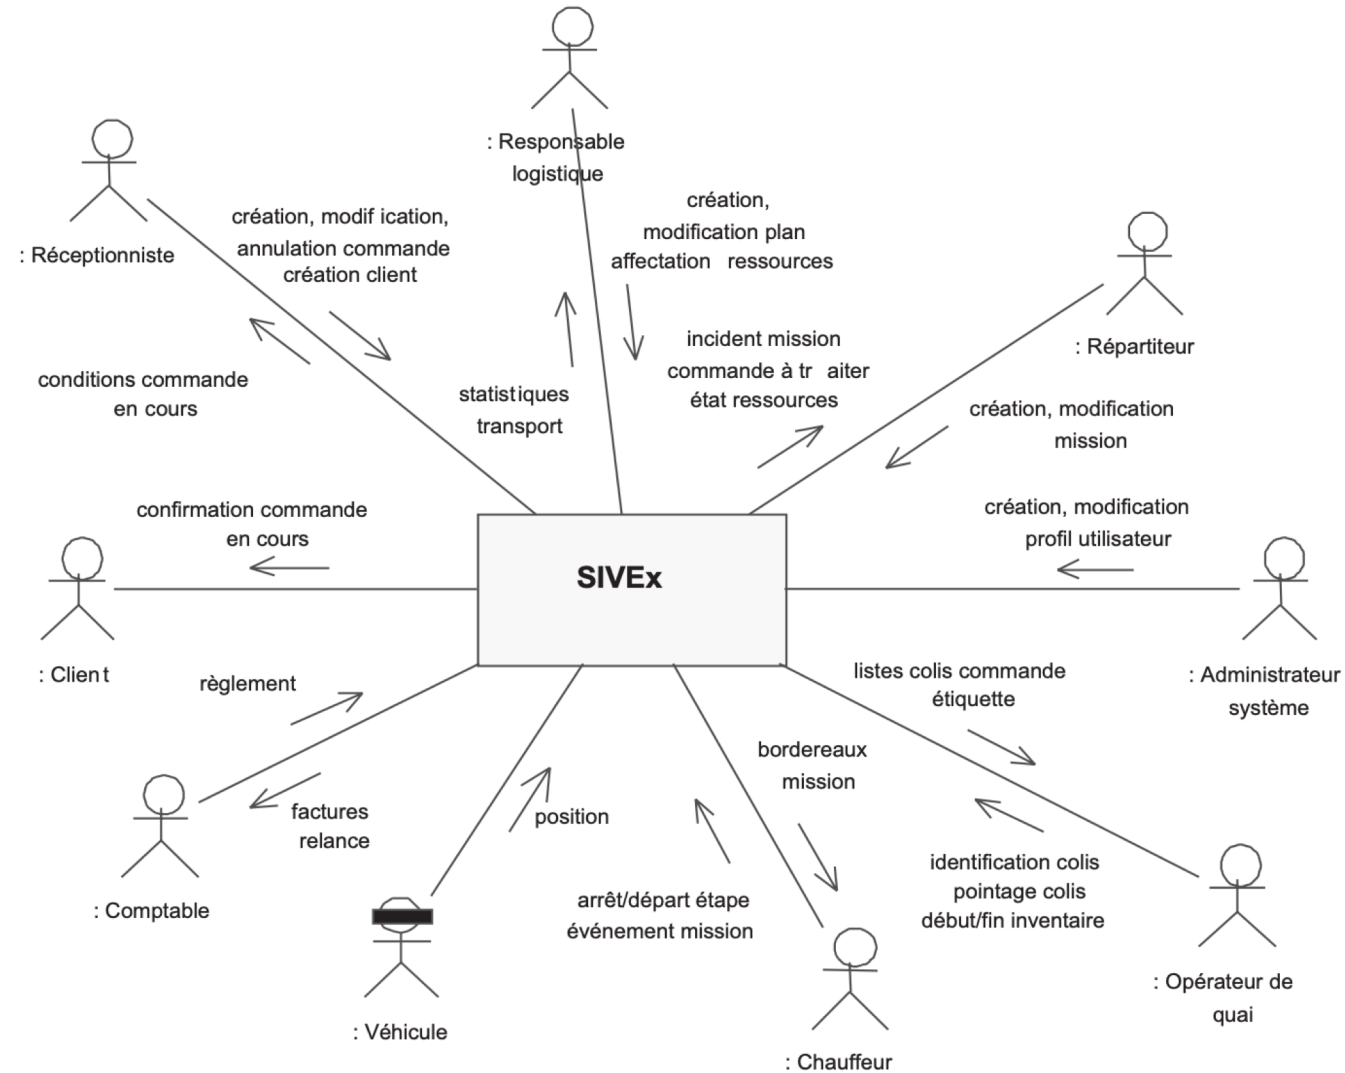 : Responsable
logistique
: Réceptionniste
création, modif ication,
annulation commande
création client
conditions commande
en cours
statistiques
transport
création,
modification plan
affectation ressources
incident mission
commande à tr aiter
état ressources
: Répartiteur
création, modification
mission
confirmation commande
en cours
: Client
SIVEx
création, modification
profil utilisateur
: Administrateur
système
règlement
factures
relance
: Comptable
position
: Véhicule
arrêt/départ étape
événement mission
bordereaux
mission
: Chauffeur
listes colis commande
étiquette
identification colis
pointage colis
début/fin inventaire
: Opérateur de
quai